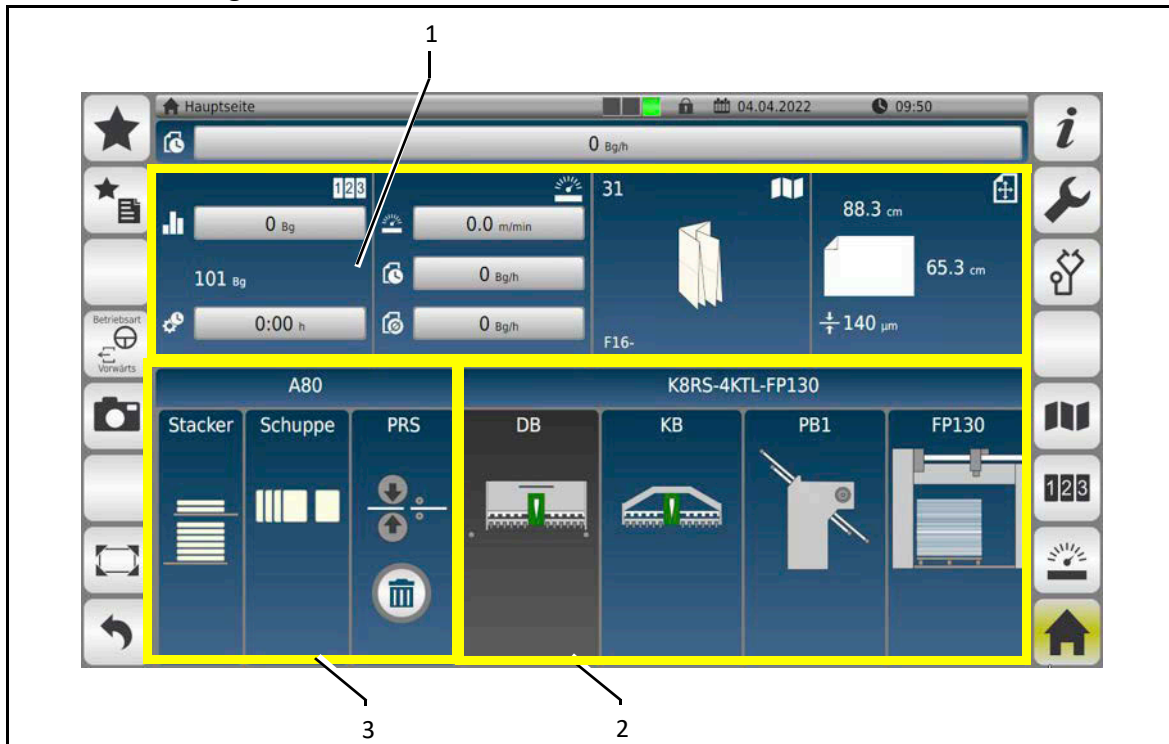 1
Hauptseite 04.04.2022 09:50
0 Bg/h
i
123
31
88.3 cm
0 Bg
0.0 m/min
65.3 cm
101 Bg
0 Bg/h
0:00 h
0 Bg/h
140 µm
F16-
Betriebsart
Vorwärts
A80
K8RS-4KTL-FP130
Stacker Schuppe PRS DB KB PB1 FP130
123
3
2